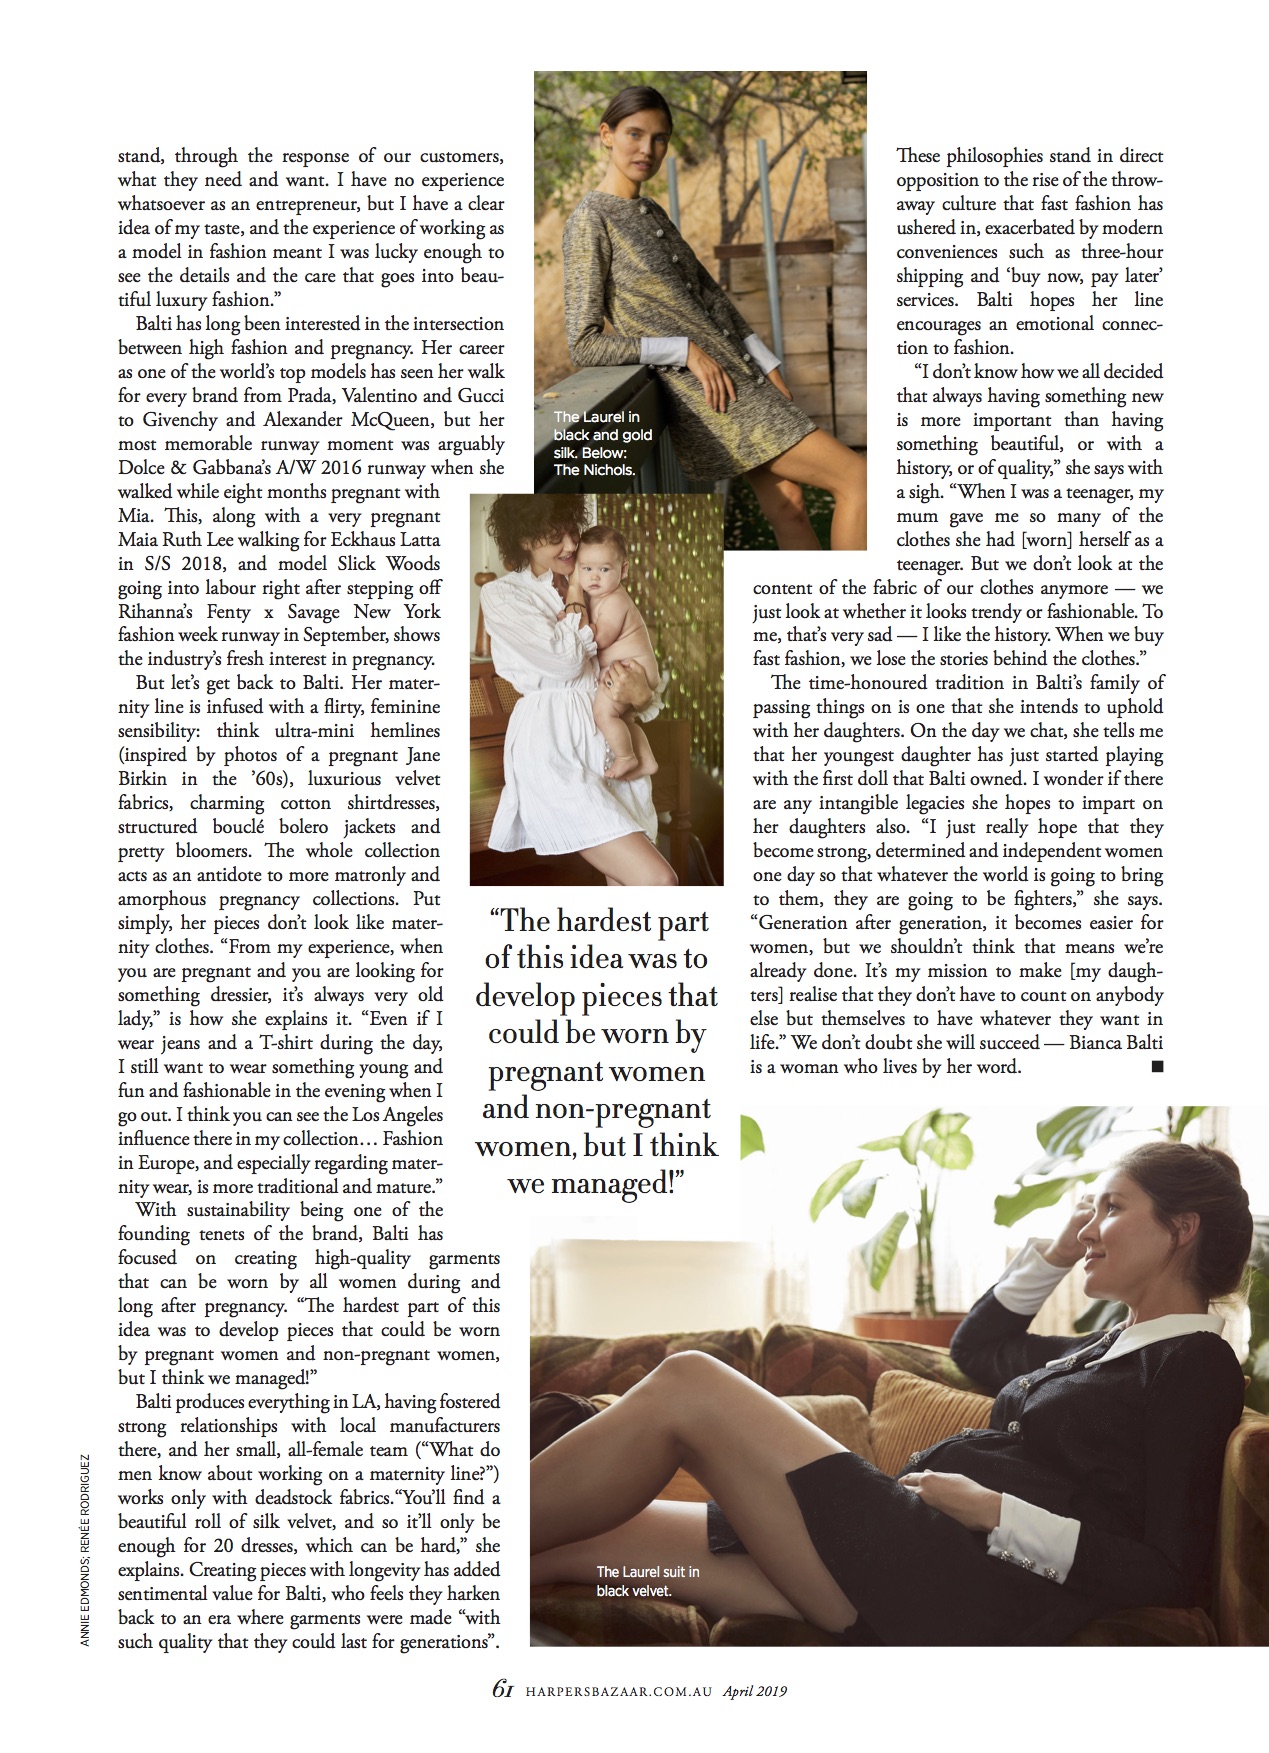 stand, through the response of our customers,
what they need and want. I have no experience
whatsoever as an entrepreneur, but I have a clear
idea of my taste, and the experience of working as
a model in fashion meant I was lucky enough to
see the details and the care that goes into beau-
tiful luxury fashion.”
Balti has long been interested in the intersection
between high fashion and pregnancy. Her career
as one of the world’s top models has seen her walk
for every brand from Prada, Valentino and Gucci
to Givenchy and Alexander McQueen, but her
most memorable runway moment was arguably
Dolce & Gabbana’s A/W 2016 runway when she
walked while eight months pregnant with
Mia. This, along with a very pregnant
Maia Ruth Lee walking for Eckhaus Latta
in S/S 2018, and model Slick Woods
going into labour right after stepping off
Rihanna’s Fenty x Savage New York
fashion week runway in September, shows
the industry’s fresh interest in pregnancy.
But let’s get back to Balti. Her mater-
nity line is infused with a flirty, feminine
sensibility: think ultra-mini hemlines
(inspired by photos of a pregnant Jane
Birkin in the ’60s), luxurious velvet
fabrics, charming cotton shirtdresses,
structured bouclé bolero jackets and
pretty bloomers. The whole collection
acts as an antidote to more matronly and
amorphous pregnancy collections. Put
simply, her pieces don’t look like mater-
nity clothes. “From my experience, when
you are pregnant and you are looking for
something dressier, it’s always very old
lady,” is how she explains it. “Even if I
wear jeans and a T-shirt during the day,
I still want to wear something young and
fun and fashionable in the evening when I
go out. I think you can see the Los Angeles
influence there in my collection… Fashion
in Europe, and especially regarding mater-
nity wear, is more traditional and mature.”
With sustainability being one of the
founding tenets of the brand, Balti has
focused on creating high-quality garments
that can be worn by all women during and
long after pregnancy. “The hardest part of this
idea was to develop pieces that could be worn
by pregnant women and non-pregnant women,
but I think we managed!”
Balti produces everything in LA, having fostered
strong relationships with local manufacturers
there, and her small, all-female team (“What do
men know about working on a maternity line?”)
works only with deadstock fabrics.“You’ll find a
beautiful roll of silk velvet, and so it’ll only be
enough for 20 dresses, which can be hard,” she
explains. Creating pieces with longevity has added
sentimental value for Balti, who feels they harken
back to an era where garments were made “with
such quality that they could last for generations”.
The Laurel in
black and gold
silk. Below:
The Nichols.
“The hardest part
of this idea was to
develop pieces that
could be worn by
pregnant women
and non-pregnant
women, but I think
we managed!”
These philosophies stand in direct
opposition to the rise of the throw-
away culture that fast fashion has
ushered in, exacerbated by modern
conveniences such as three-hour
shipping and ‘buy now, pay later’
services. Balti hopes her line
encourages an emotional connec-
tion to fashion.
“I don’t know how we all decided
that always having something new
is more important than having
something beautiful, or with a
history, or of quality,” she says with
a sigh. “When I was a teenager, my
mum gave me so many of the
clothes she had [worn] herself as a
teenager. But we don’t look at the
content of the fabric of our clothes anymore — we
just look at whether it looks trendy or fashionable. To
me, that’s very sad — I like the history. When we buy
fast fashion, we lose the stories behind the clothes.”
The time-honoured tradition in Balti’s family of
passing things on is one that she intends to uphold
with her daughters. On the day we chat, she tells me
that her youngest daughter has just started playing
with the first doll that Balti owned. I wonder if there
are any intangible legacies she hopes to impart on
her daughters also. “I just really hope that they
become strong, determined and independent women
one day so that whatever the world is going to bring
to them, they are going to be fighters,” she says.
“Generation after generation, it becomes easier for
women, but we shouldn’t think that means we’re
already done. It’s my mission to make [my daugh-
ters] realise that they don’t have to count on anybody
else but themselves to have whatever they want in
life.” We don’t doubt she will succeed — Bianca Balti
is a woman who lives by her word. ■
The Laurel suit in
black velvet.
ANNIE EDMONDS; RENÉE RODRIGUEZ
61 HARPERSBAZAAR.COM.AU April 2019